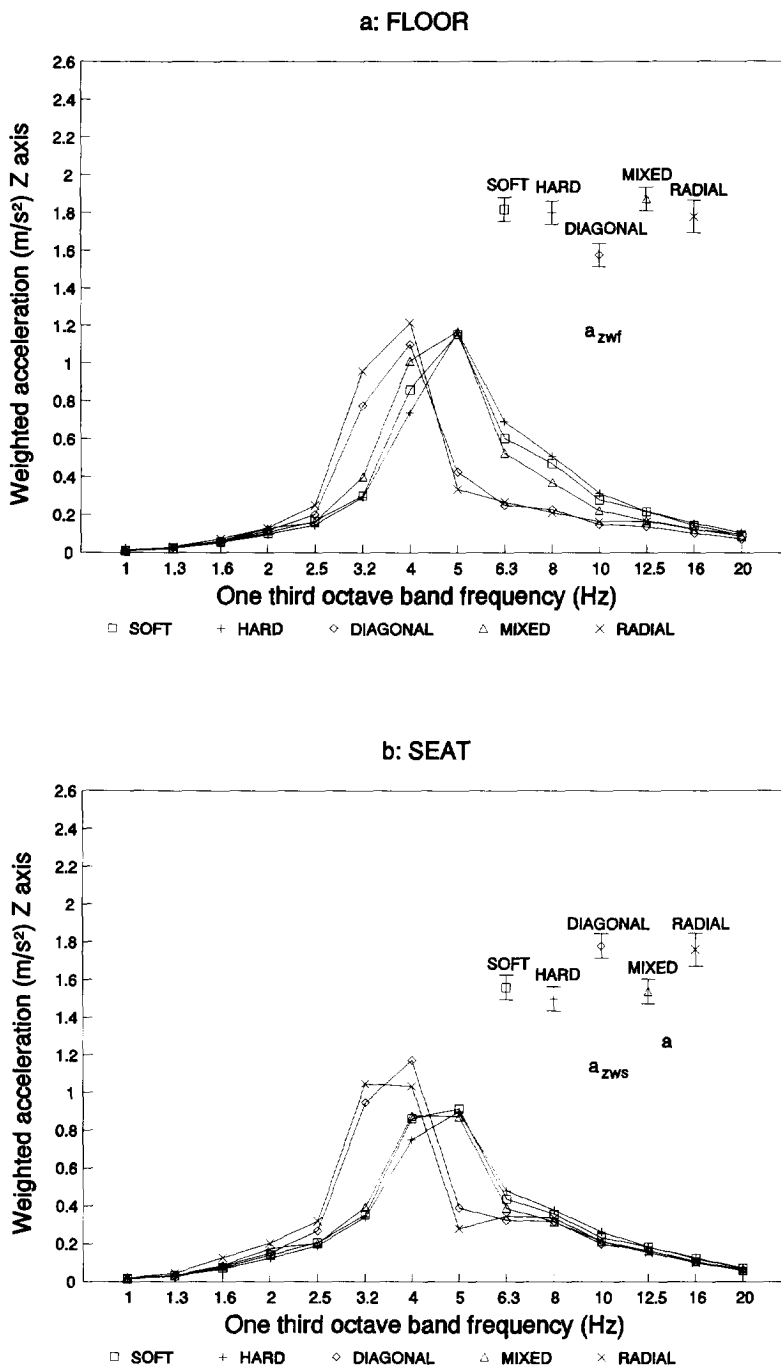 a: FLOOR
Weighted acceleration (m/s²) Z axis
2.6
2.4
2.2
2
1.8
1.6
1.4
1.2
1
0.8
0.6
0.4
0.2
0
SOFT HARD MIXED RADIAL
DIAGONAL
a zwf
1 1.3 1.6 2 2.5 3.2 4 5 6.3 8 10 12.5 16 20
One third octave band frequency (Hz)
SOFT HARD DIAGONAL MIXED RADIAL
b: SEAT
Weighted acceleration (m/s²) Z axis
2.6
2.4
2.2
2
1.8
1.6
1.4
1.2
1
0.8
0.6
0.4
0.2
0
DIAGONAL RADIAL
SOFT HARD MIXED
a
a zws
1 1.3 1.6 2 2.5 3.2 4 5 6.3 8 10 12.5 16 20
One third octave band frequency (Hz)
SOFT HARD DIAGONAL MIXED RADIAL